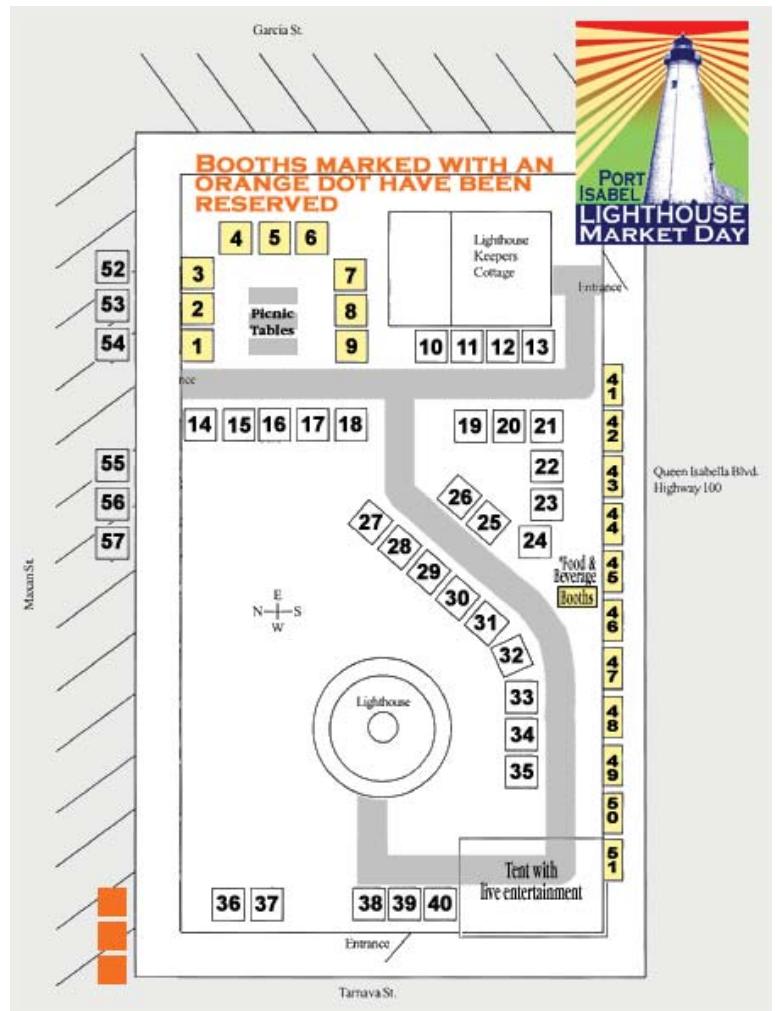 Garcia St.
BOOTHS MARKED WITH AN
ORANGE DOT HAVE BEEN
RESERVED
PORT
ISABEL
LIGHTHOUSE
MARKET DAY
4 5 6
Lighthouse
Keepers
Cottage
52
3
7
Entrance
53
2
Picnic
Tables
8
54
1
9
10 11 12 13
nce
41
14 15 16 17 18
19 20 21
42
55
22
43
Queen Isabella Blvd.
Highway 100
56
26
23
44
57
27
25
24
28
*Food &
Beverage
Booths
45
29
Maxan St.
30
46
E
N S
W
31
32
47
33
Lighthouse
48
34
35
49
50
51
Tent with
live entertainment
36 37
38 39 40
Entrance
Tarnava St.